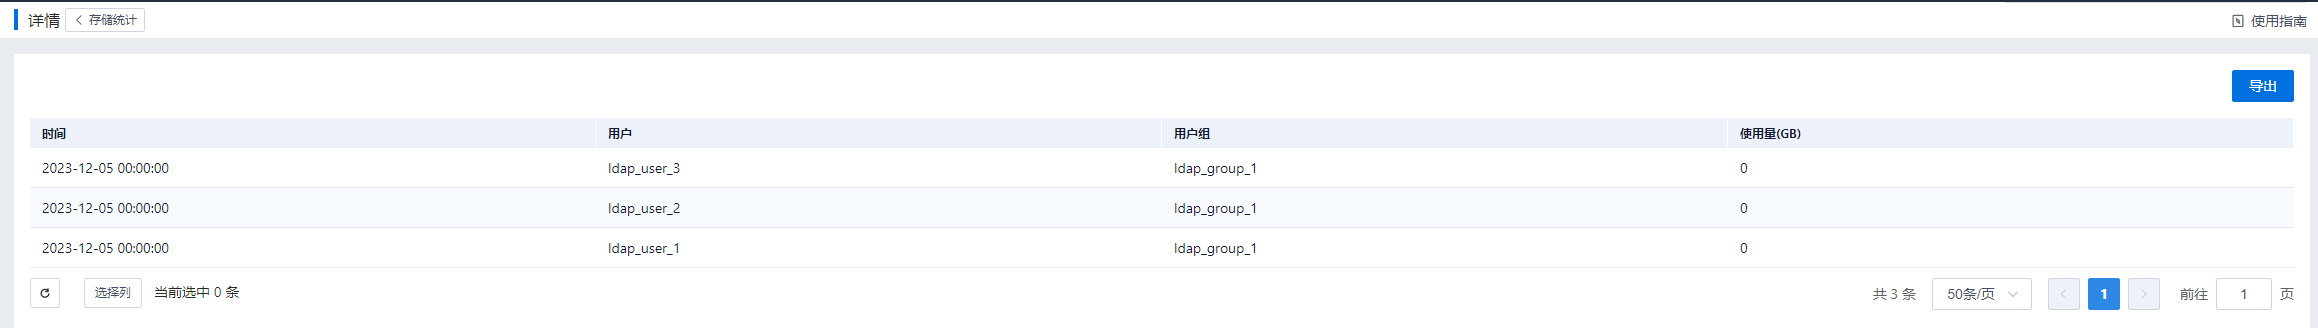 详情 存储统计 使用指南
导出
时间 用户 用户组 使用量(GB)
2023-12-05 00:00:00 ldap_user_3 ldap_group_1 0
2023-12-05 00:00:00 ldap_user_2 ldap_group_1 0
2023-12-05 00:00:00 ldap_user_1 ldap_group_1 0
选择列 当前选中 0 条 共 3 条 50条/页 1 前往 1 页